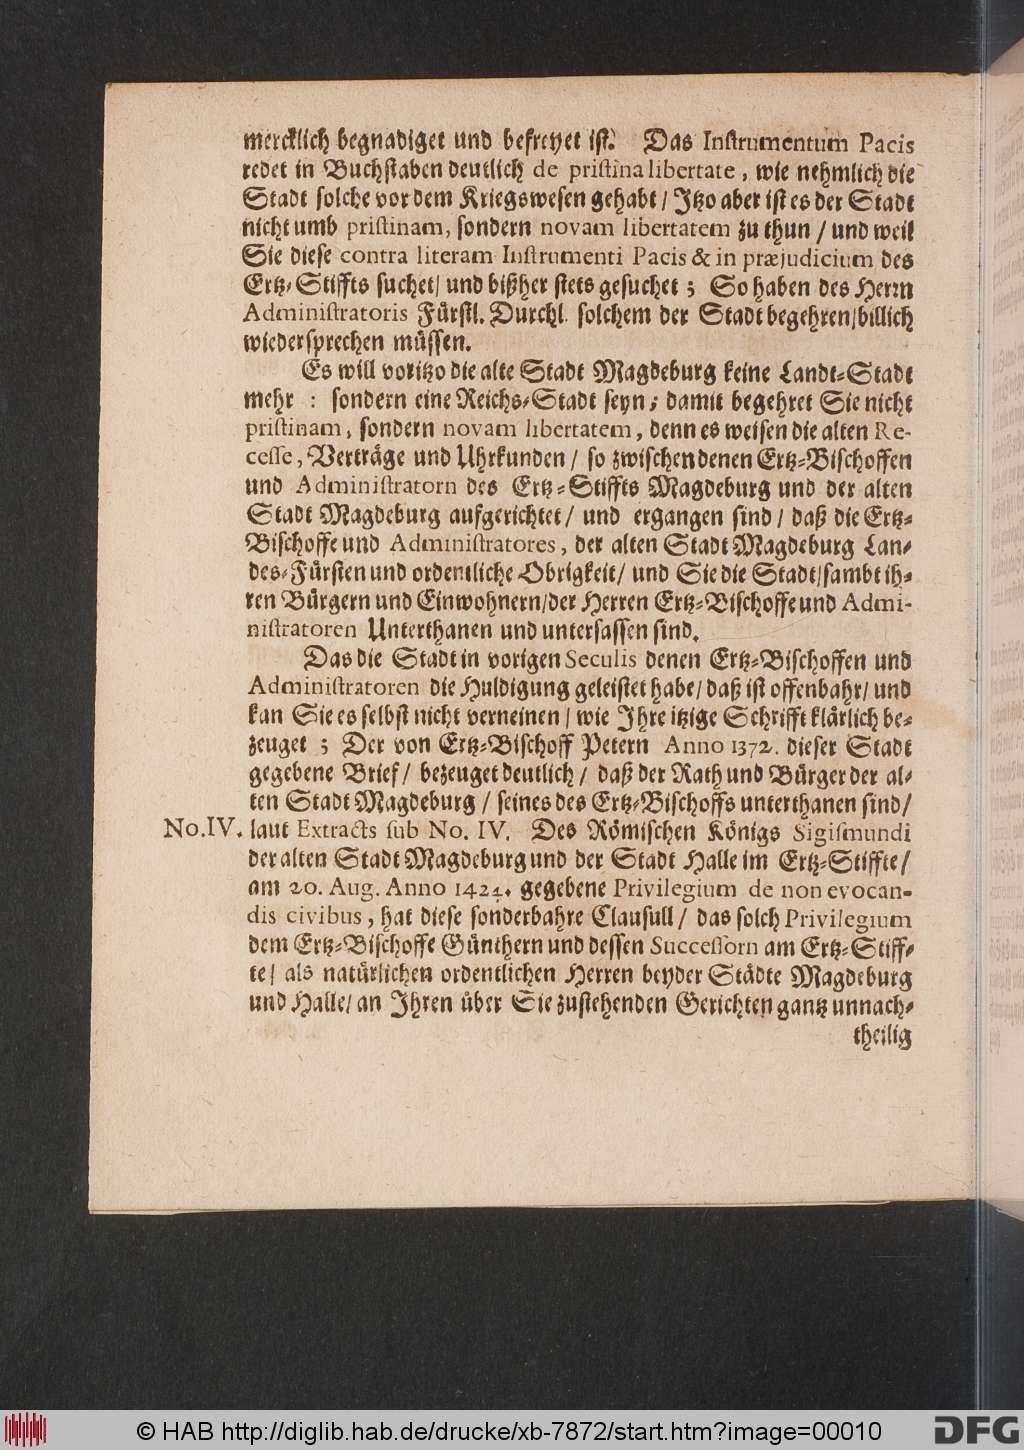 mercklich begnadiget und befreyet ist. Das Instrumentum Pacis
redet in Buchstaben deutlich de pristina libertate, wie nehmlich die
Stadt solche vor dem Kriegswesen gehabt / Jtzo aber ist es der Stadt
nicht umb pristinam, sondern novam libertatem zu thun / und weil
Sie diese contra literam Instrumenti Pacis & in præjudicium des
Ertz-Stiffts suchet / und bißher stets gesuchet; So haben des Herrn
Administratoris Fürstl. Durchl. solchem der Stadt begehren / billich
wiedersprechen müssen.
Es will voritzo die alte Stadt Magdeburg keine Landt-Stadt
mehr : sondern eine Reichs-Stadt seyn; damit begehret Sie nicht
pristinam, sondern novam libertatem, denn es weisen die alten Re-
cesse, Verträge und Uhrkunden / so zwischen denen Ertz-Bischoffen
und Administratorn des Ertz-Stiffts Magdeburg und der alten
Stadt Magdeburg aufgerichtet / und ergangen sind / daß die Ertz-
Bischoffe und Administratores, der alten Stadt Magdeburg Lan-
des-Fürsten und ordentliche Obrigkeit / und Sie die Stadt / sambt ih-
ren Bürgern und Einwohnern / der Herren Ertz-Bischoffe und Admi-
nistratoren Unterthanen und untersassen sind.
Das die Stadt in vorigen Seculis denen Ertz-Bischoffen und
Administratoren die Huldigung geleistet habe / daß ist offenbahr / und
kan Sie es selbst nicht verneinen / wie Jhre itzige Schrifft klärlich be-
zeuget ; Der von Ertz-Bischoff Petern Anno 1372. dieser Stadt
gegebene Brief / bezeuget deutlich / daß der Rath und Bürger der al-
ten Stadt Magdeburg / seines des Ertz-Bischoffs unterthanen sind /
No. IV. laut Extracts sub No. IV. Des Römischen Königs Sigismundi
der alten Stadt Magdeburg und der Stadt Halle im Ertz-Stiffte /
am 20. Aug. Anno 1424. gegebene Privilegium de non evocan-
dis civibus, hat diese sonderbahre Clausull / das solch Privilegium
dem Ertz-Bischoffe Günthern und dessen Successorn am Ertz-Stiff-
te / als natürlichen ordentlichen Herren beyder Städte Magdeburg
und Halle / an Jhren über Sie zustehenden Gerichten gantz unnach-
theilig
© HAB http://diglib.hab.de/drucke/xb-7872/start.htm?image=00010
DFG